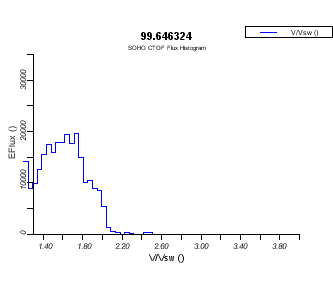 99.646324
SOHO CTOF Flux Histogram
V/Vsw ()
30000
20000
10000
0
EFlux ()
1.40 1.80 2.20 2.60 3.00 3.40 3.80
V/Vsw ()